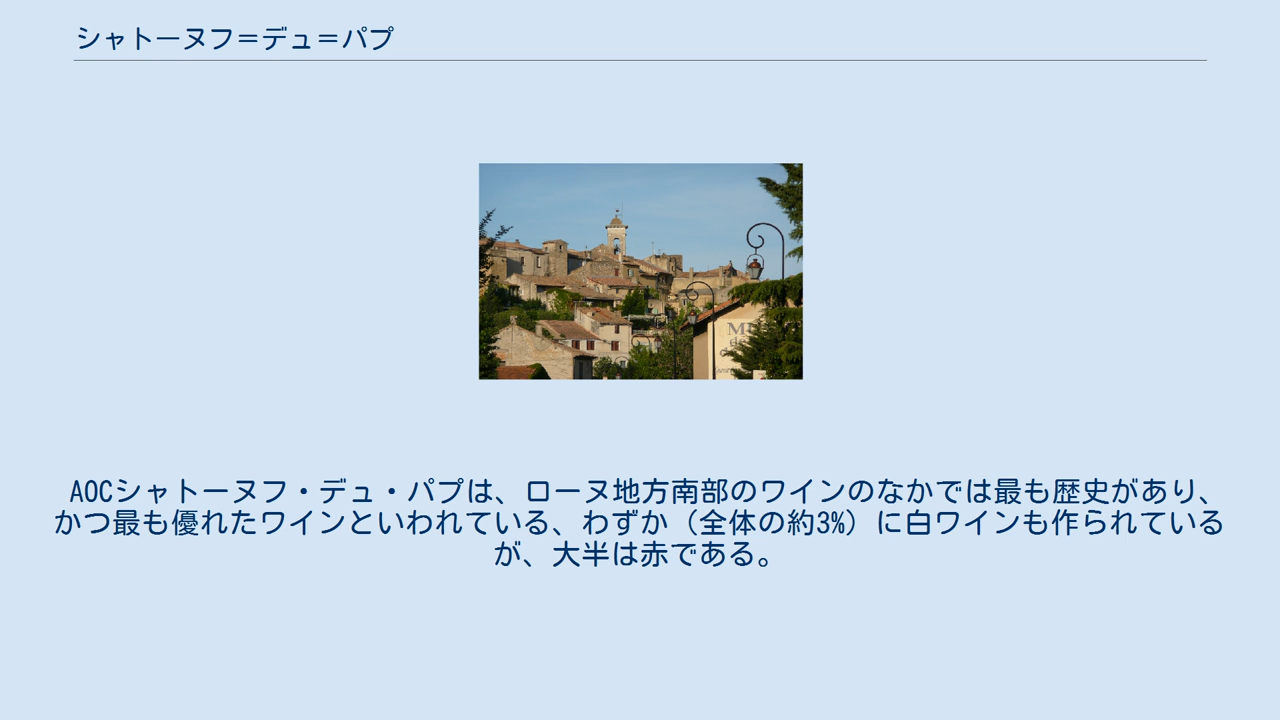 シャトーヌフ＝デュ＝パプ
AOCシャトーヌフ・デュ・パプは、ローヌ地方南部のワインのなかでは最も歴史があり、
かつ最も優れたワインといわれている、わずか（全体の約3%）に白ワインも作られている
が、大半は赤である。